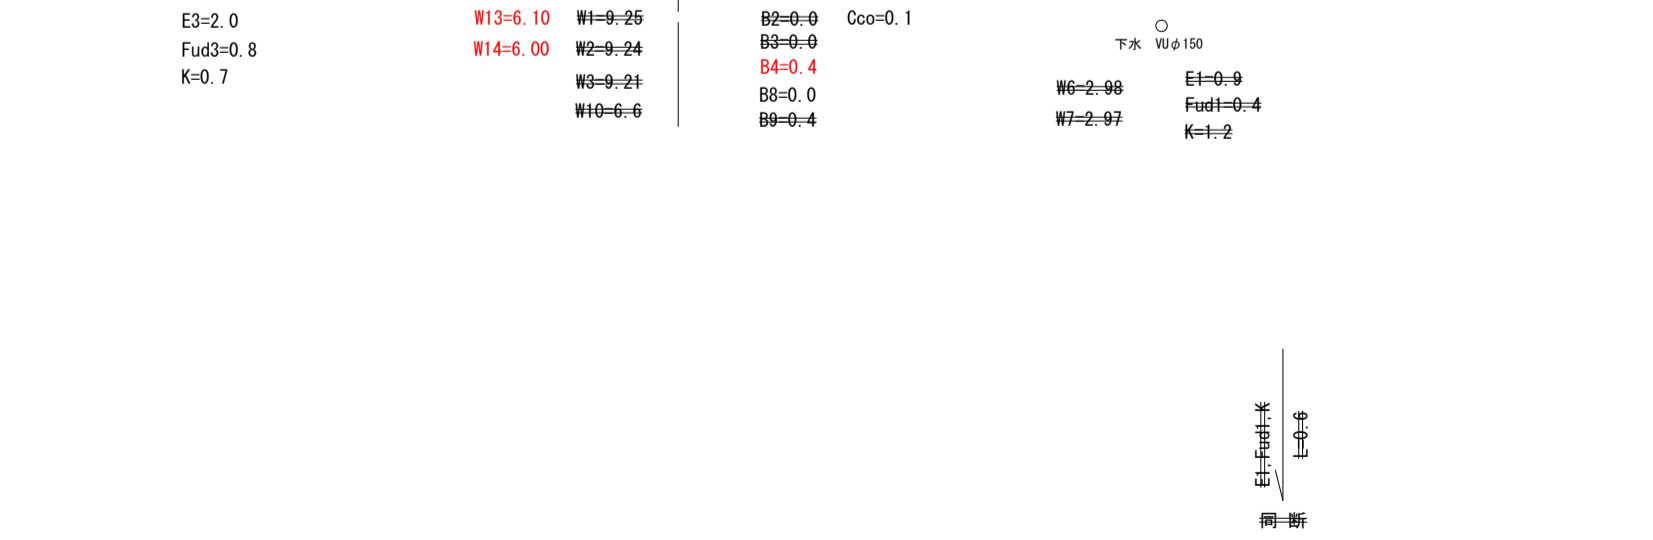 E3=2.0
Fud3=0.8
K=0.7
W13=6.10
W14=6.00
W1=9.25
W2=9.24
W3=9.21
W10=6.6
B2=0.0
B3=0.0
B4=0.4
B8=0.0
B9=0.4
Cco=0.1
下水 VUφ150
W6=2.98
W7=2.97
E1=0.9
Fud1=0.4
K=1.2
E1,Fud1,K
L=0.6
同 断